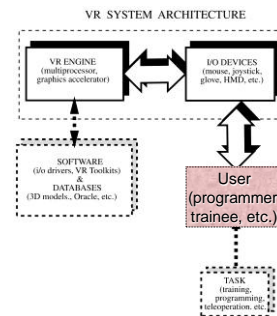 VR SYSTEM ARCHITECTURE
VR ENGINE
(multiprocessor,
graphics accelerator)
I/O DEVICES
(mouse, joystick,
glove, HMD, etc.)
SOFTWARE
(i/o drivers, VR Toolkits)
&
DATABASES
(3D models., Oracle, etc.)
User
(programmer
trainee, etc.)
TASK
(training,
programming,
teleoperation. etc.)